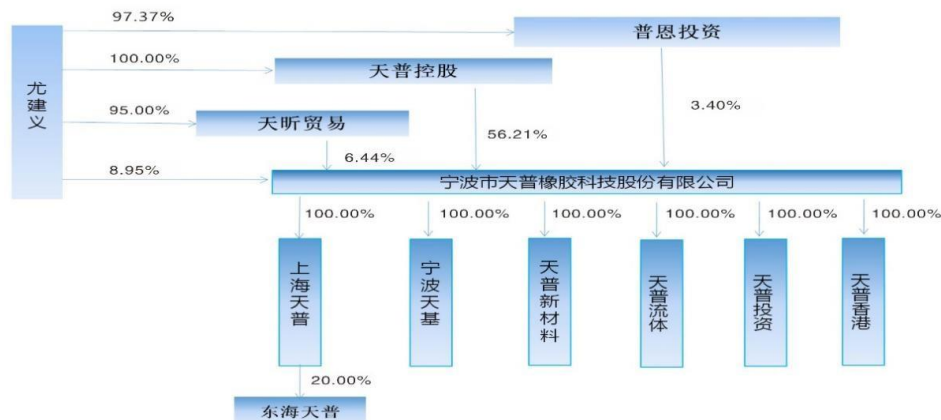 97.37%
普恩投资
100.00%
天普控股
尤建义
95.00%
天昕贸易
3.40%
56.21%
6.44%
8.95%
宁波市天普橡胶科技股份有限公司
100.00%
100.00%
100.00%
100.00%
100.00%
100.00%
上海天普
宁波天基
天普新材料
天普流体
天普投资
天普香港
20.00%
东海天普